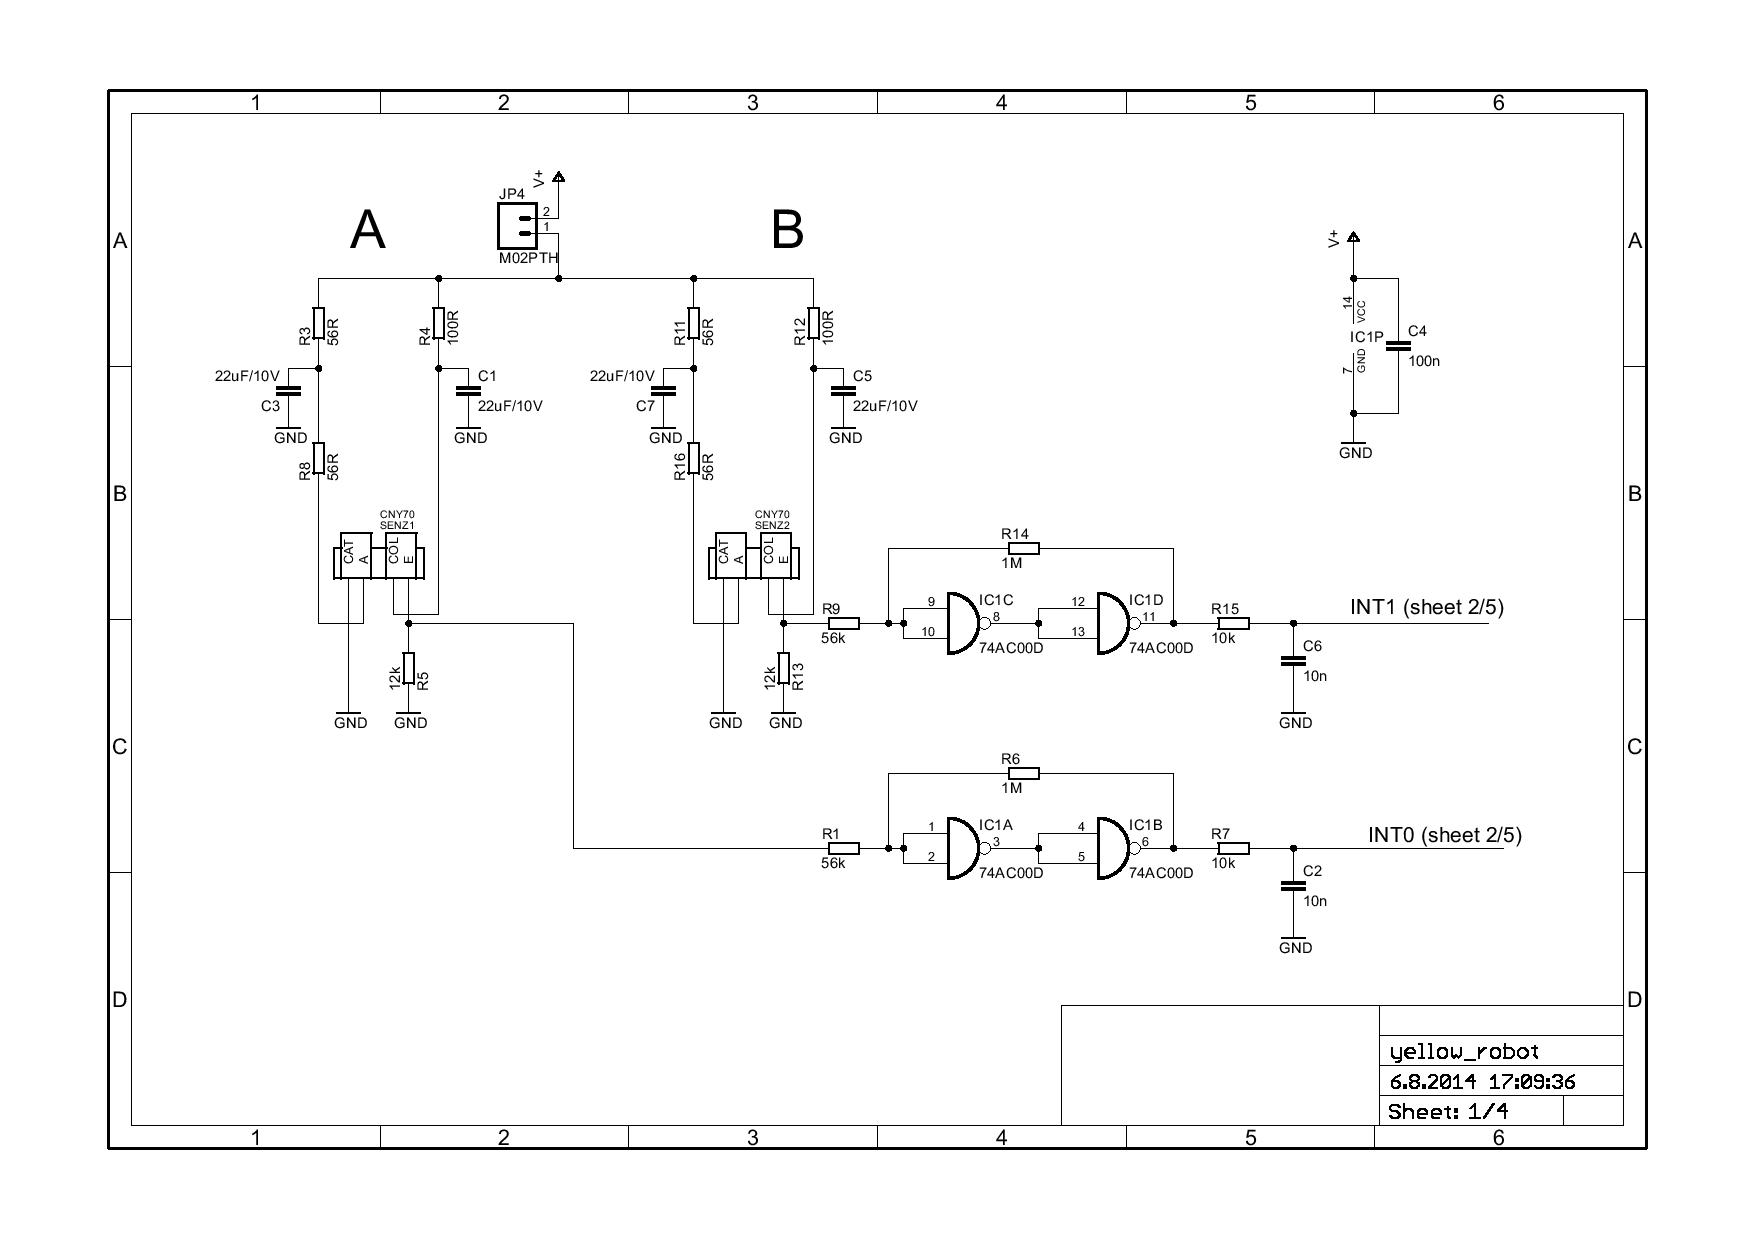 1 2 3 4 5 6
A A
B B
C C
D D
A
B
V+
JP4
2
1
M02PTH
R3
56R
R4
100R
R11
56R
R12
100R
22uF/10V
C3
GND
C1
22uF/10V
GND
22uF/10V
C7
GND
C5
22uF/10V
GND
R8
56R
R16
56R
CNY70
SENZ1
CAT
A
COL
E
CNY70
SENZ2
CAT
A
COL
E
12k
R5
GND
GND
12k
R13
GND
GND
V+
14
VCC
IC1P
GND
7
C4
100n
GND
R14
1M
R9
56k
9
10
IC1C
8
74AC00D
12
13
IC1D
11
74AC00D
R15
10k
INT1 (sheet 2/5)
C6
10n
GND
R6
1M
R1
56k
1
2
IC1A
3
74AC00D
4
5
IC1B
6
74AC00D
R7
10k
INT0 (sheet 2/5)
C2
10n
GND
yellow_robot
6.8.2014 17:09:36
Sheet: 1/4
1 2 3 4 5 6